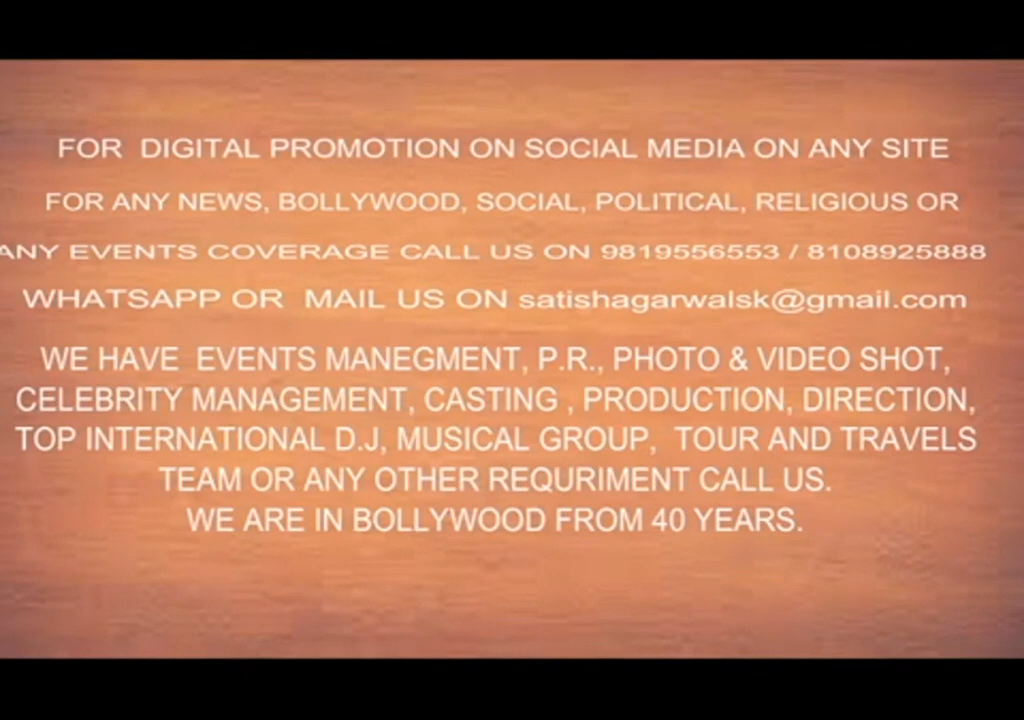 FOR DIGITAL PROMOTION ON SOCIAL MEDIA ON ANY SITE
FOR ANY NEWS, BOLLYWOOD, SOCIAL, POLITICAL, RELIGIOUS OR
ANY EVENTS COVERAGE CALL US ON 9819556553 / 8108925888
WHATSAPP OR MAIL US ON satishagarwalsk@gmail.com
WE HAVE EVENTS MANEGMENT, P.R., PHOTO & VIDEO SHOT,
CELEBRITY MANAGEMENT, CASTING , PRODUCTION, DIRECTION,
TOP INTERNATIONAL D.J, MUSICAL GROUP, TOUR AND TRAVELS
TEAM OR ANY OTHER REQURIMENT CALL US.
WE ARE IN BOLLYWOOD FROM 40 YEARS.